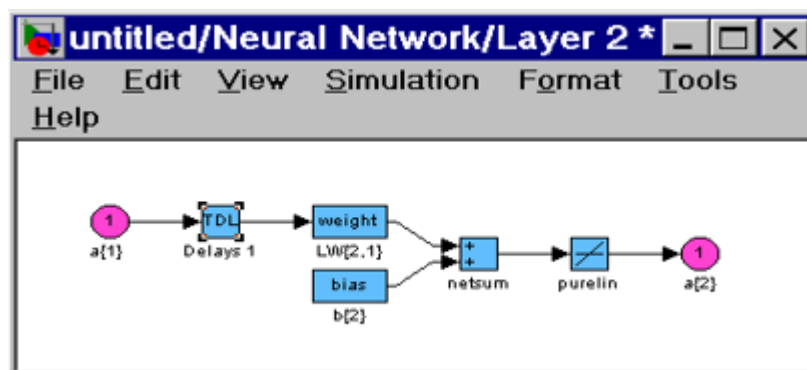 untitled/Neural Network/Layer 2 *
File Edit View Simulation Format Tools
Help
1 TDL weight
a{1} Delays 1 LW{2,1}
+
+
1
bias netsum purelin a{2}
b{2}